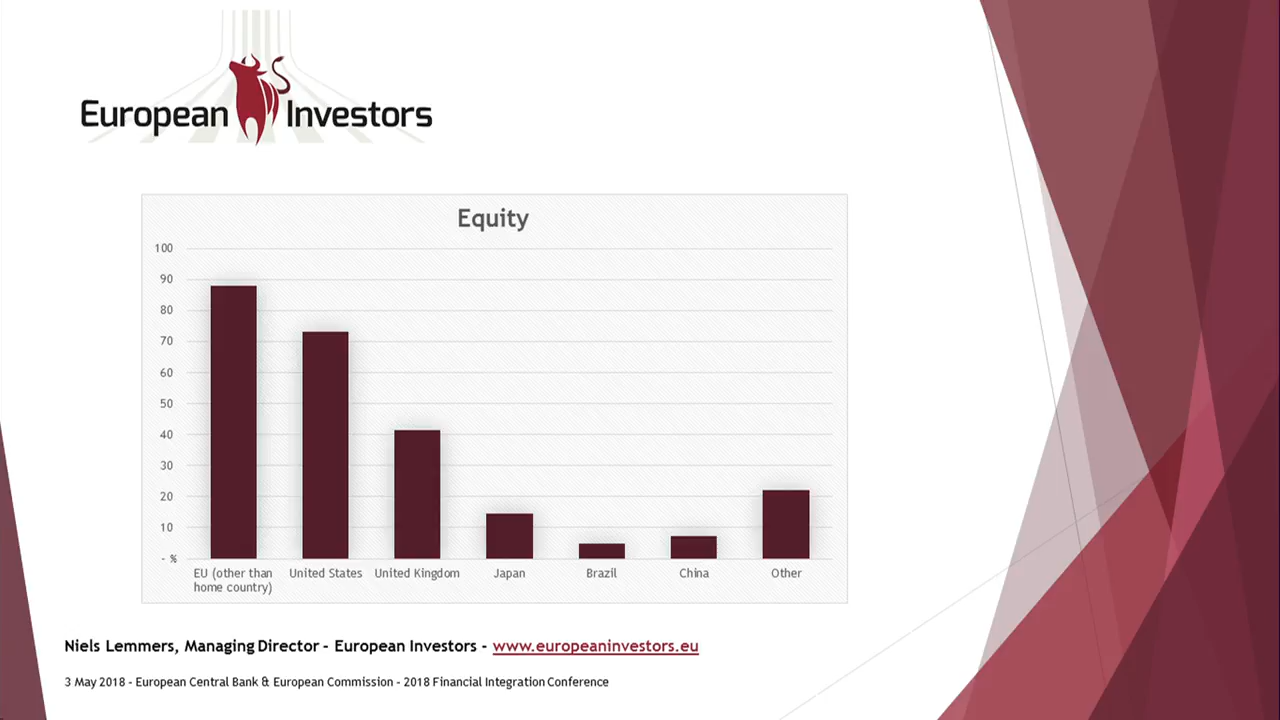 European Investors
Equity
100
90
80
70
60
50
40
30
20
10
- %
EU (other than
home country)
United States
United Kingdom
Japan
Brazil
China
Other
Niels Lemmers, Managing Director - European Investors - www.europeaninvestors.eu
3 May 2018 - European Central Bank & European Commission - 2018 Financial Integration Conference